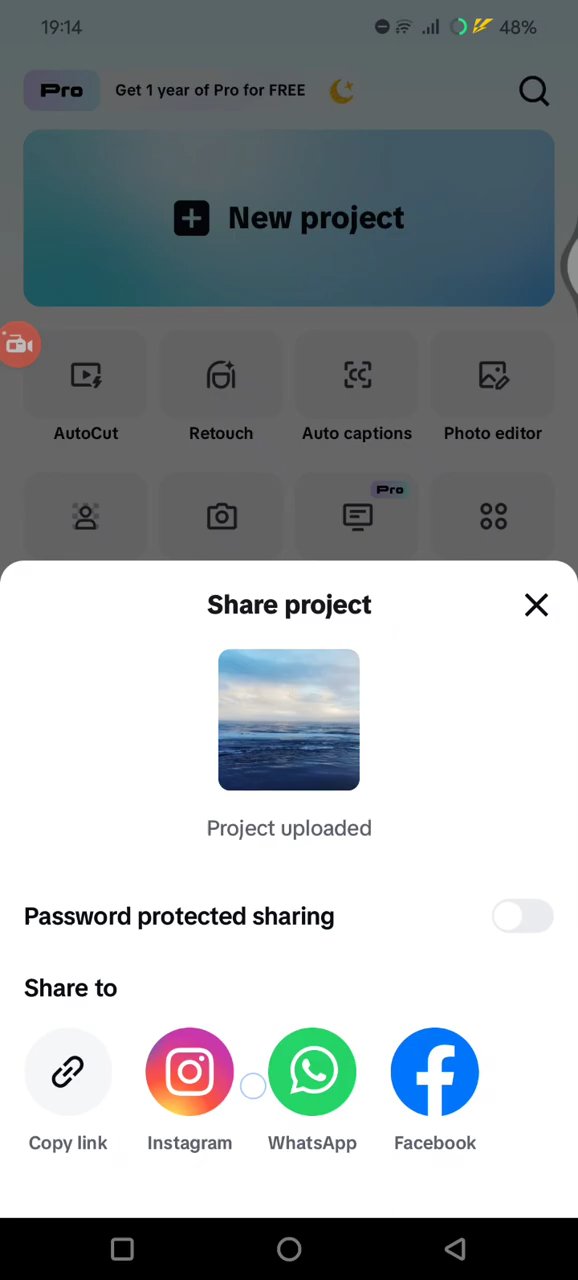 19:14
48%
Pro Get 1 year of Pro for FREE
New project
AutoCut Retouch Auto captions Photo editor
CC
Pro
Share project
Project uploaded
Password protected sharing
Share to
Copy link Instagram WhatsApp Facebook